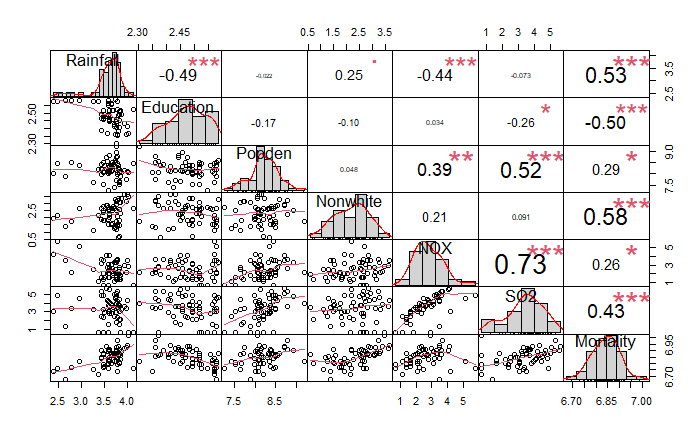 2.30 2.45 0.5 1.5 2.5 3.5 1 2 3 4 5
Rainfall -0.49 *** -0.022 0.25 . -0.44 *** -0.073 0.53 *** 2.5 3.5
2.30 2.50 Education -0.17 -0.10 0.034 -0.26 * -0.50 ***
Popden 0.048 0.39 ** 0.52 *** 0.29 * 7.5 9.0
0.5 2.5 Nonwhite 0.21 0.091 0.58 ***
NOX 0.73 *** 0.26 * 1 3 5
1 3 5 SO2 0.43 ***
Mortality 6.70 6.95
2.5 3.0 3.5 4.0 7.5 8.5 1 2 3 4 5 6.70 6.85 7.00